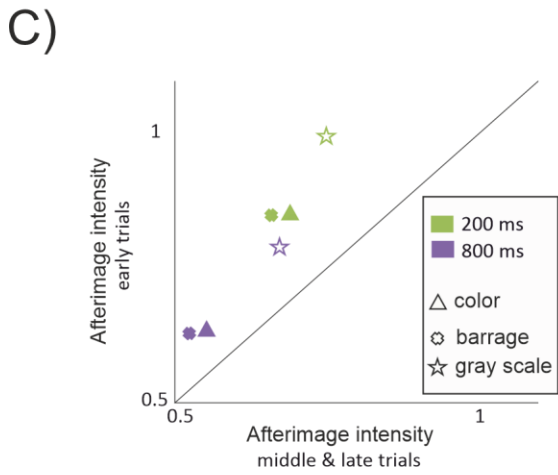 C)
Afterimage intensity
early trials
1
0.5
0.5
1
Afterimage intensity
middle & late trials
200 ms
800 ms
color
barrage
gray scale